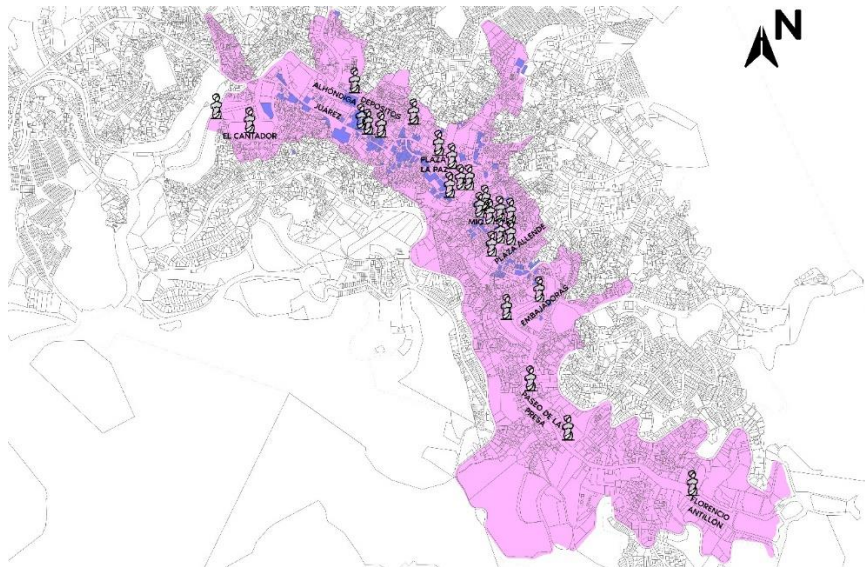 N
ALHÓNDIGA
DEPÓSITOS
JUÁREZ
EL CANTADOR
PLAZA
LA PAZ
PLAZA ALLENDE
EMBAJADORAS
PASEO DE LA
PRESA
FLORENCIO
ANTILLÓN